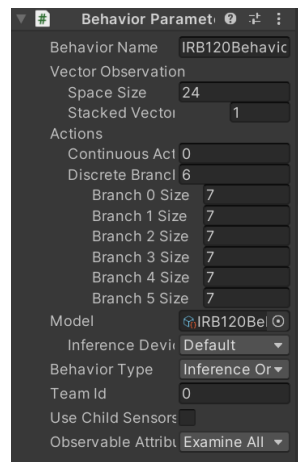 # Behavior Paramet
Behavior Name IRB120Behavic
Vector Observation
Space Size 24
Stacked Vector 1
Actions
Continuous Act 0
Discrete Brancl 6
Branch 0 Size 7
Branch 1 Size 7
Branch 2 Size 7
Branch 3 Size 7
Branch 4 Size 7
Branch 5 Size 7
Model IRB120Bel
Inference Devi Default
Behavior Type Inference Or
Team Id 0
Use Child Sensors
Observable Attribu Examine All